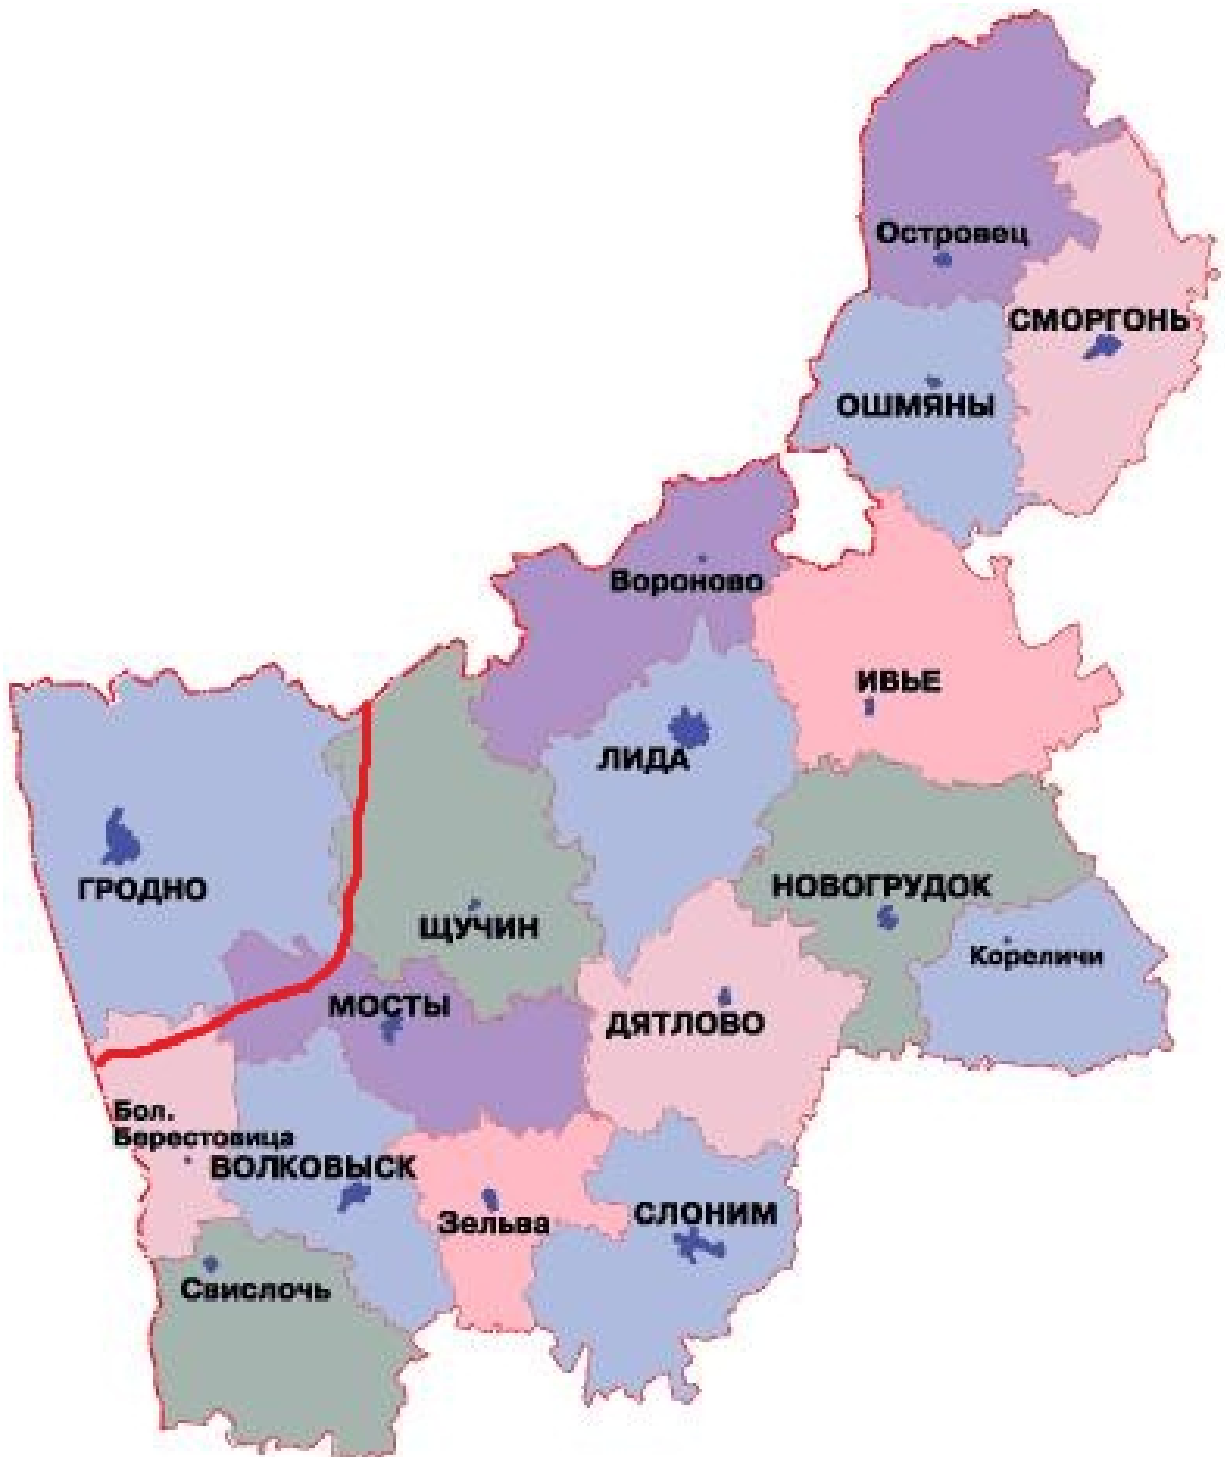 Островец
СМОРГОНЬ
ОШМЯНЫ
Вороново
ИВЬЕ
ЛИДА
ГРОДНО
НОВОГРУДОК
ЩУЧИН
Кореличи
МОСТЫ
ДЯТЛОВО
Бол.
Берестовица
ВОЛКОВЫСК
Зельва
СЛОНИМ
Свислочь